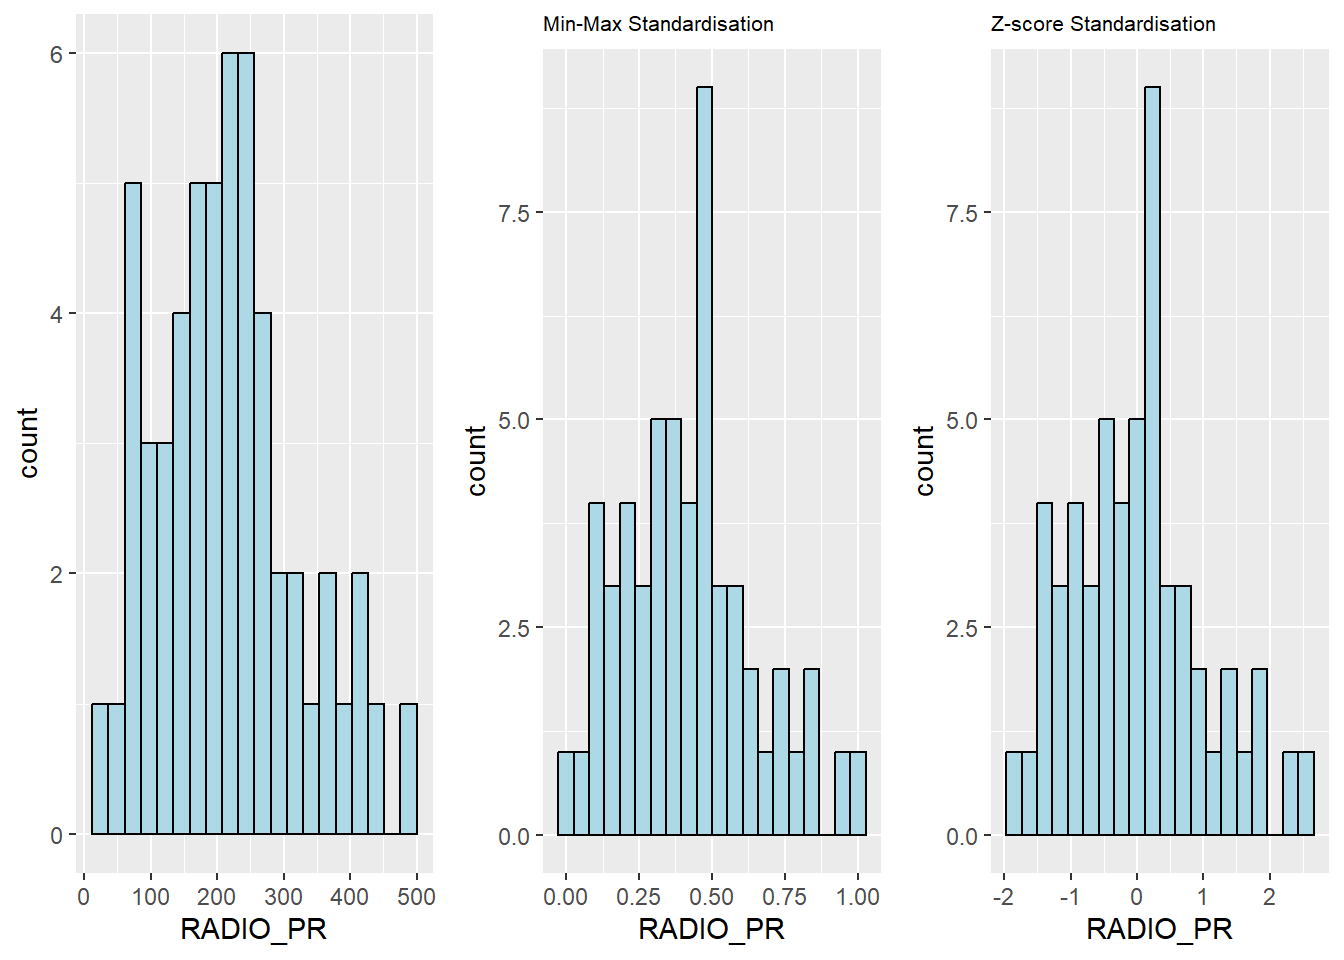 6
4
2
0
count
0 100 200 300 400 500
RADIO_PR
Min-Max Standardisation
7.5
5.0
2.5
0.0
count
0.00 0.25 0.50 0.75 1.00
RADIO_PR
Z-score Standardisation
7.5
5.0
2.5
0.0
count
-2 -1 0 1 2
RADIO_PR